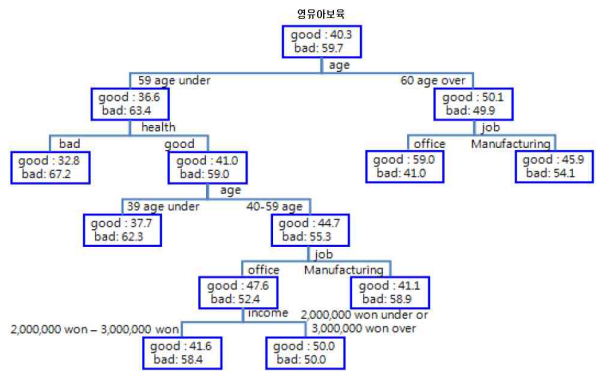 영유아보육
good : 40.3
bad: 59.7
age
59 age under
60 age over
good : 36.6
bad: 63.4
good : 50.1
bad: 49.9
health
job
bad
good
office
Manufacturing
good : 32.8
bad: 67.2
good : 41.0
bad: 59.0
good : 59.0
bad: 41.0
good : 45.9
bad: 54.1
age
39 age under
40-59 age
good : 37.7
bad: 62.3
good : 44.7
bad: 55.3
job
office
Manufacturing
good : 47.6
bad: 52.4
good : 41.1
bad: 58.9
income
2,000,000 won – 3,000,000 won
2,000,000 won under or
3,000,000 won over
good : 41.6
bad: 58.4
good : 50.0
bad: 50.0